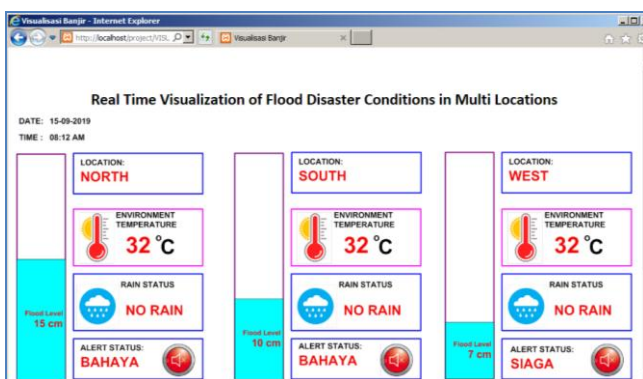 Visualisasi Banjir - Internet Explorer
http://localhost/project/VISL
Visualisasi Banjir
Real Time Visualization of Flood Disaster Conditions in Multi Locations
DATE: 15-09-2019
TIME : 08:12 AM
LOCATION:
NORTH
ENVIRONMENT
TEMPERATURE
32 °C
RAIN STATUS
NO RAIN
Flood Level
15 cm
ALERT STATUS:
BAHAYA
LOCATION:
SOUTH
ENVIRONMENT
TEMPERATURE
32 °C
RAIN STATUS
NO RAIN
Flood Level
10 cm
ALERT STATUS:
BAHAYA
LOCATION:
WEST
ENVIRONMENT
TEMPERATURE
32 °C
RAIN STATUS
NO RAIN
Flood Level
7 cm
ALERT STATUS:
SIAGA